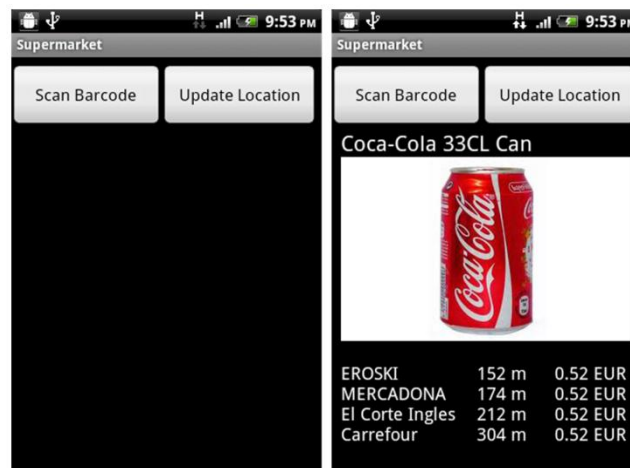 H
9:53 PM
Supermarket
Scan Barcode
Update Location
H
9:53 PM
Supermarket
Scan Barcode
Update Location
Coca-Cola 33CL Can
Coca-Cola
EROSKI 152 m 0.52 EUR
MERCADONA 174 m 0.52 EUR
El Corte Ingles 212 m 0.52 EUR
Carrefour 304 m 0.52 EUR